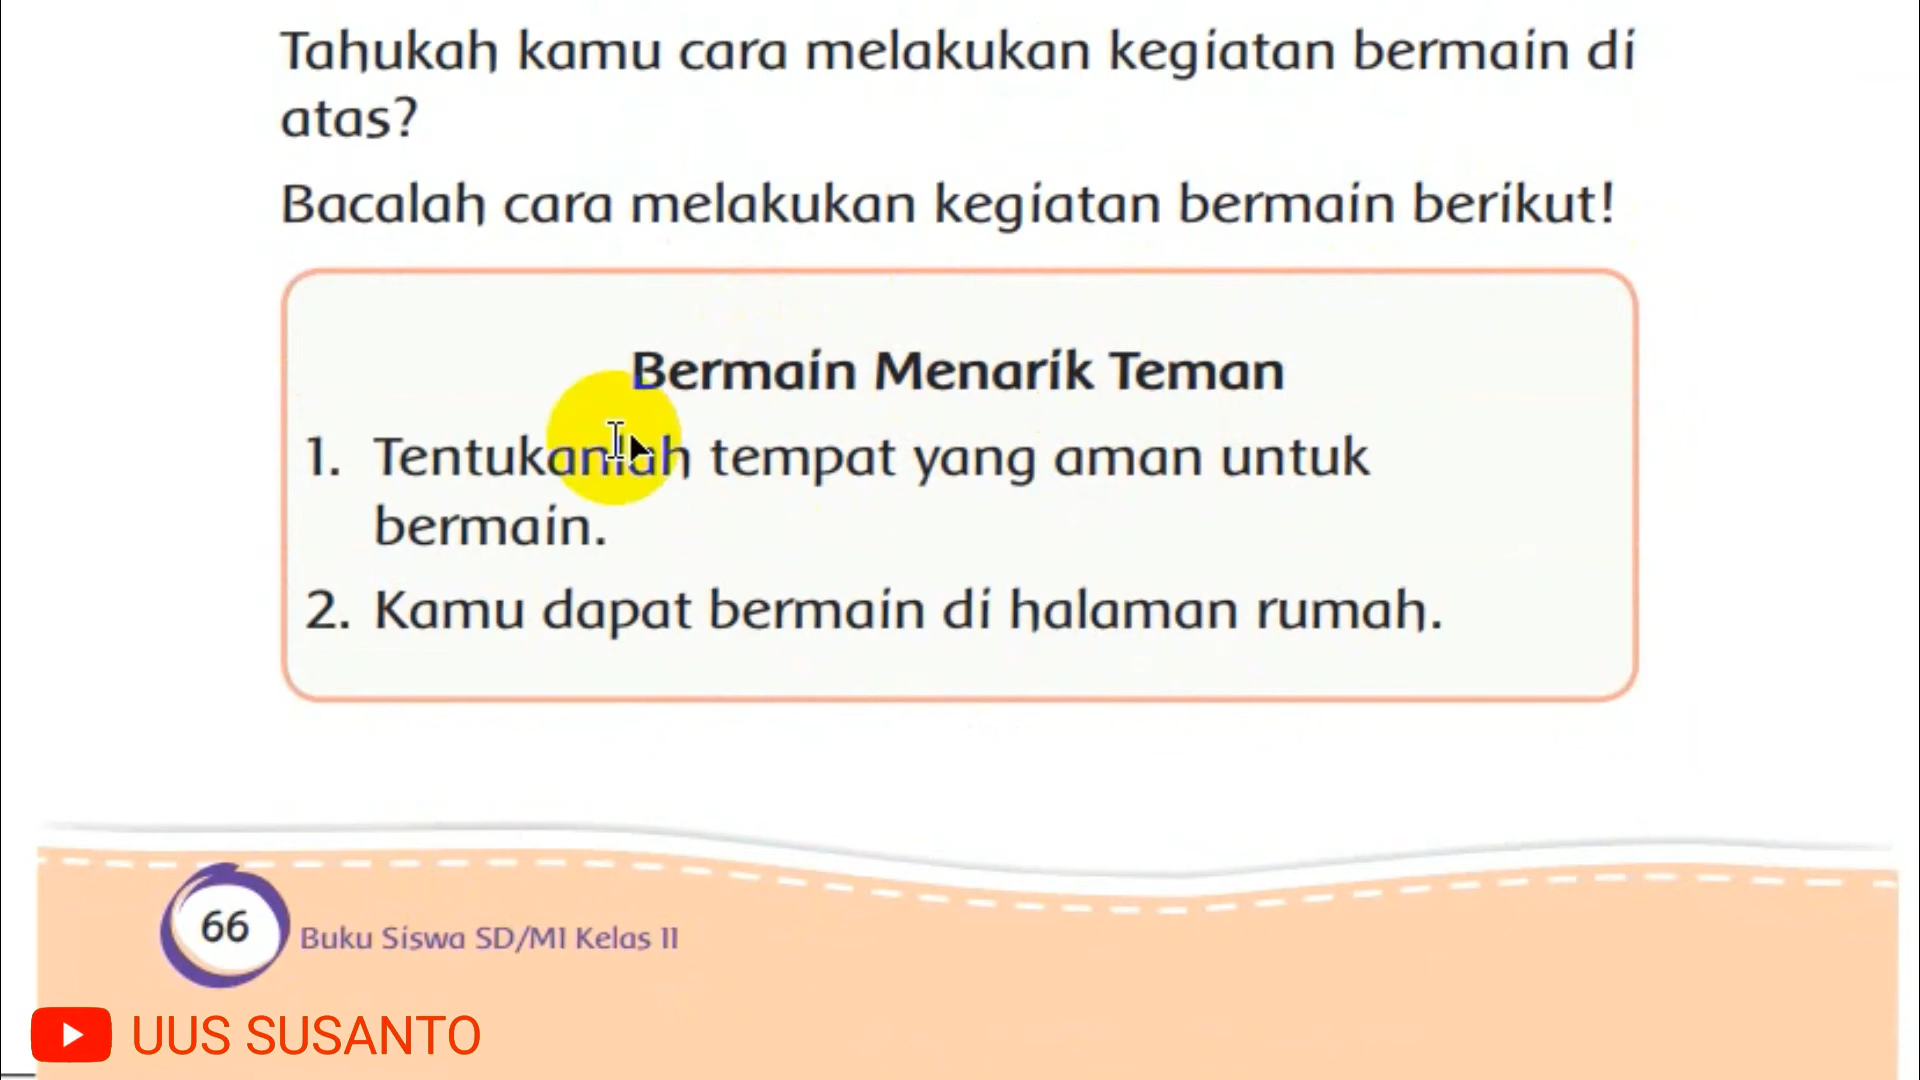 Tahukah kamu cara melakukan kegiatan bermain di
atas?
Bacalah cara melakukan kegiatan bermain berikut!
Bermain Menarik Teman
1. Tentukanlah tempat yang aman untuk
bermain.
2. Kamu dapat bermain di halaman rumah.
66
Buku Siswa SD/MI Kelas II
UUS SUSANTO